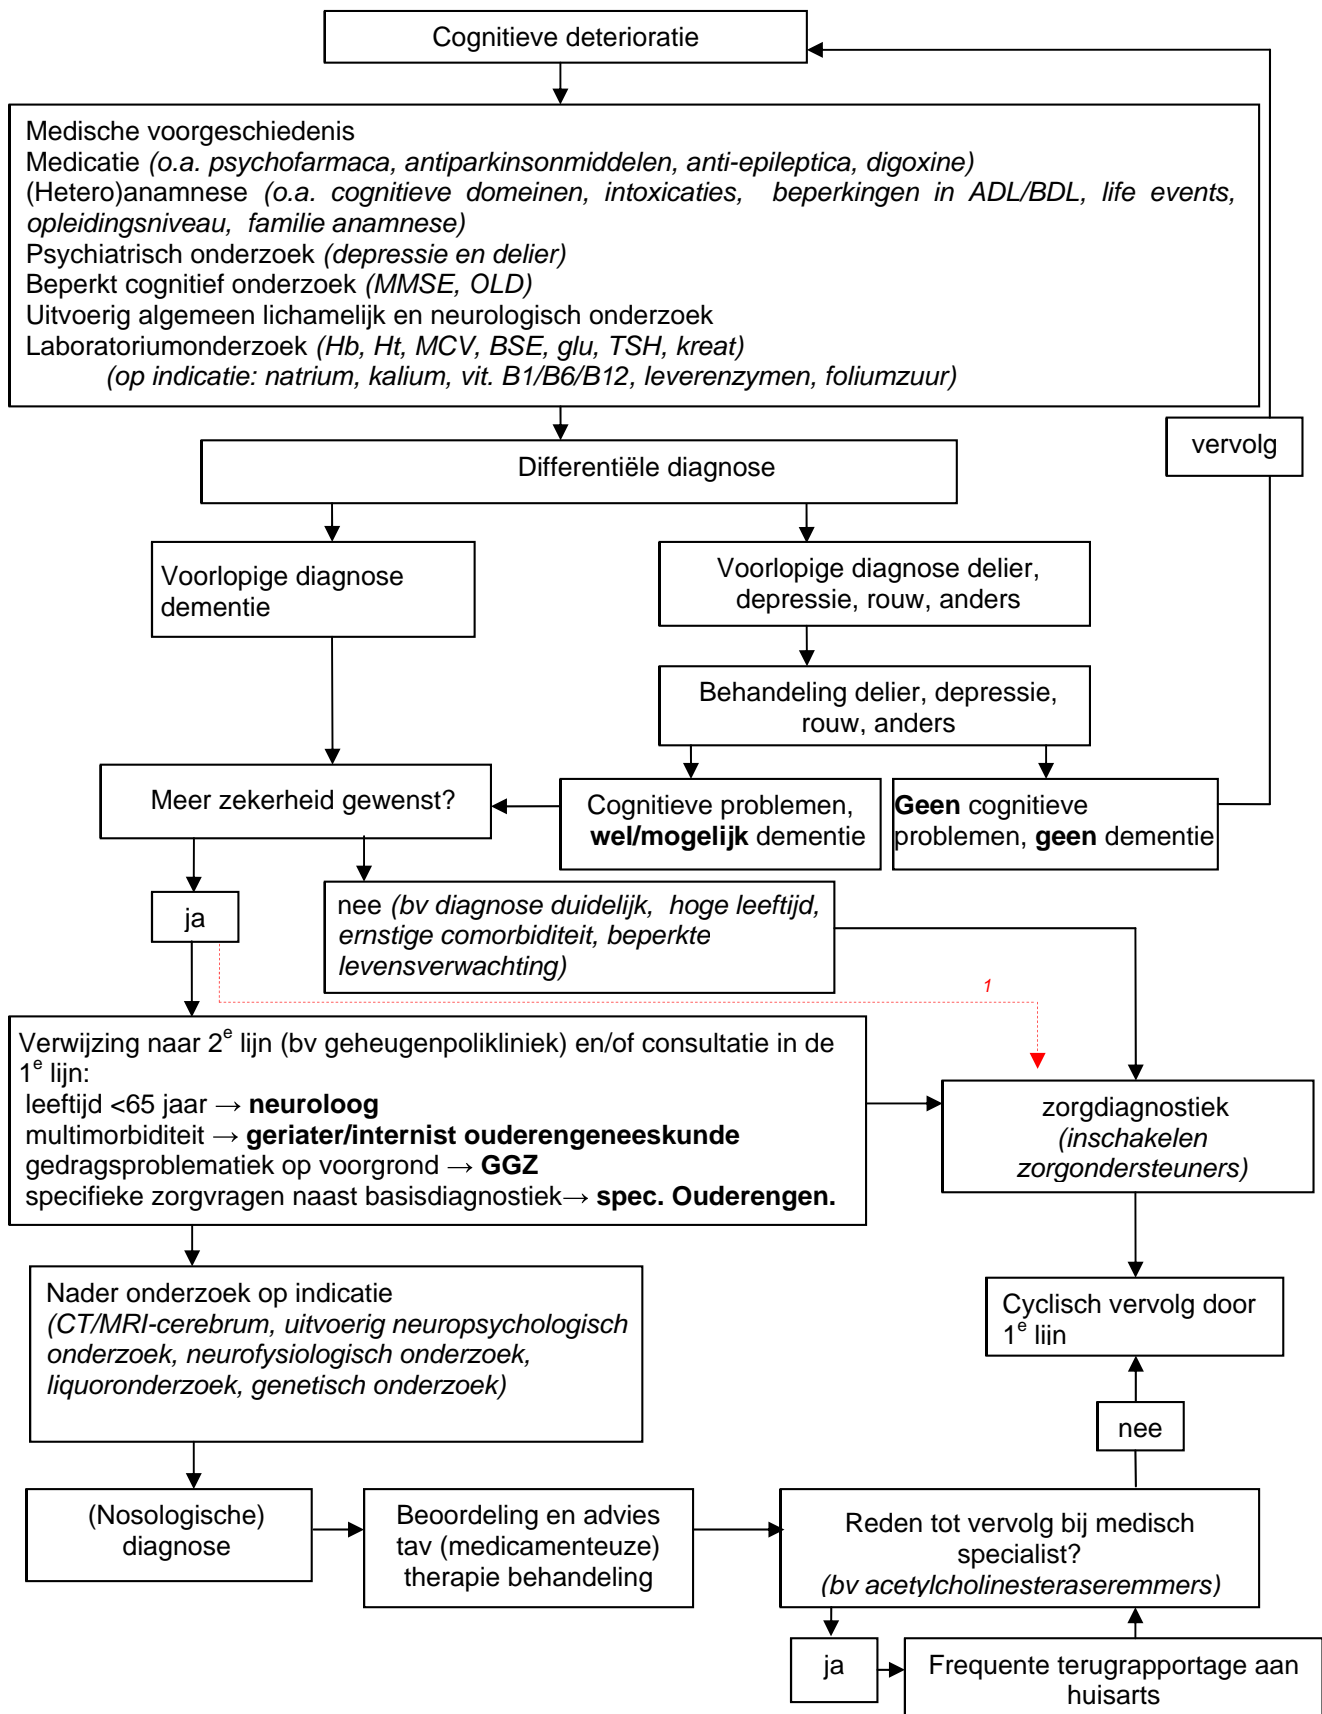 Cognitieve deterioratie
Medische voorgeschiedenis
Medicatie (o.a. psychofarmaca, antiparkinsonmiddelen, anti-epileptica, digoxine)
(Hetero)anamnese (o.a. cognitieve domeinen, intoxicaties, beperkingen in ADL/BDL, life events,
opleidingsniveau, familie anamnese)
Psychiatrisch onderzoek (depressie en delier)
Beperkt cognitief onderzoek (MMSE, OLD)
Uitvoerig algemeen lichamelijk en neurologisch onderzoek
Laboratoriumonderzoek (Hb, Ht, MCV, BSE, glu, TSH, kreat)
(op indicatie: natrium, kalium, vit. B1/B6/B12, leverenzymen, foliumzuur)
vervolg
Differentiële diagnose
Voorlopige diagnose
dementie
Voorlopige diagnose delier,
depressie, rouw, anders
Behandeling delier, depressie,
rouw, anders
Meer zekerheid gewenst?
Cognitieve problemen,
wel/mogelijk dementie
Geen cognitieve
problemen, geen dementie
ja
nee (bv diagnose duidelijk, hoge leeftijd,
ernstige comorbiditeit, beperkte
levensverwachting)
1
Verwijzing naar 2e lijn (bv geheugenpolikliniek) en/of consultatie in de
1e lijn:
leeftijd <65 jaar → neuroloog
multimorbiditeit → geriater/internist ouderengeneeskunde
gedragsproblematiek op voorgrond → GGZ
specifieke zorgvragen naast basisdiagnostiek→ spec. Ouderengen.
zorgdiagnostiek
(inschakelen
zorgondersteuners)
Nader onderzoek op indicatie
(CT/MRI-cerebrum, uitvoerig neuropsychologisch
onderzoek, neurofysiologisch onderzoek,
liquoronderzoek, genetisch onderzoek)
Cyclisch vervolg door
1e lijn
nee
(Nosologische)
diagnose
Beoordeling en advies
tav (medicamenteuze)
therapie behandeling
Reden tot vervolg bij medisch
specialist?
(bv acetylcholinesteraseremmers)
ja
Frequente terugrapportage aan
huisarts